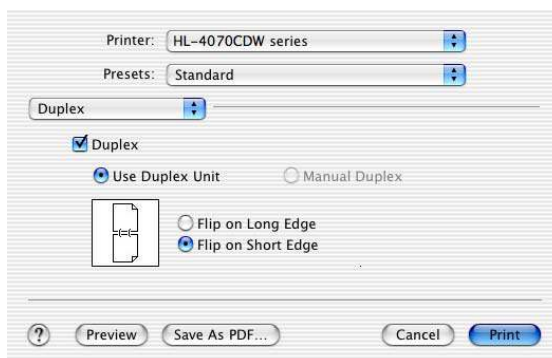 Printer: HL-4070CDW series
Presets: Standard
Duplex
Duplex
Use Duplex Unit Manual Duplex
Flip on Long Edge
Flip on Short Edge
? Preview Save As PDF... Cancel Print